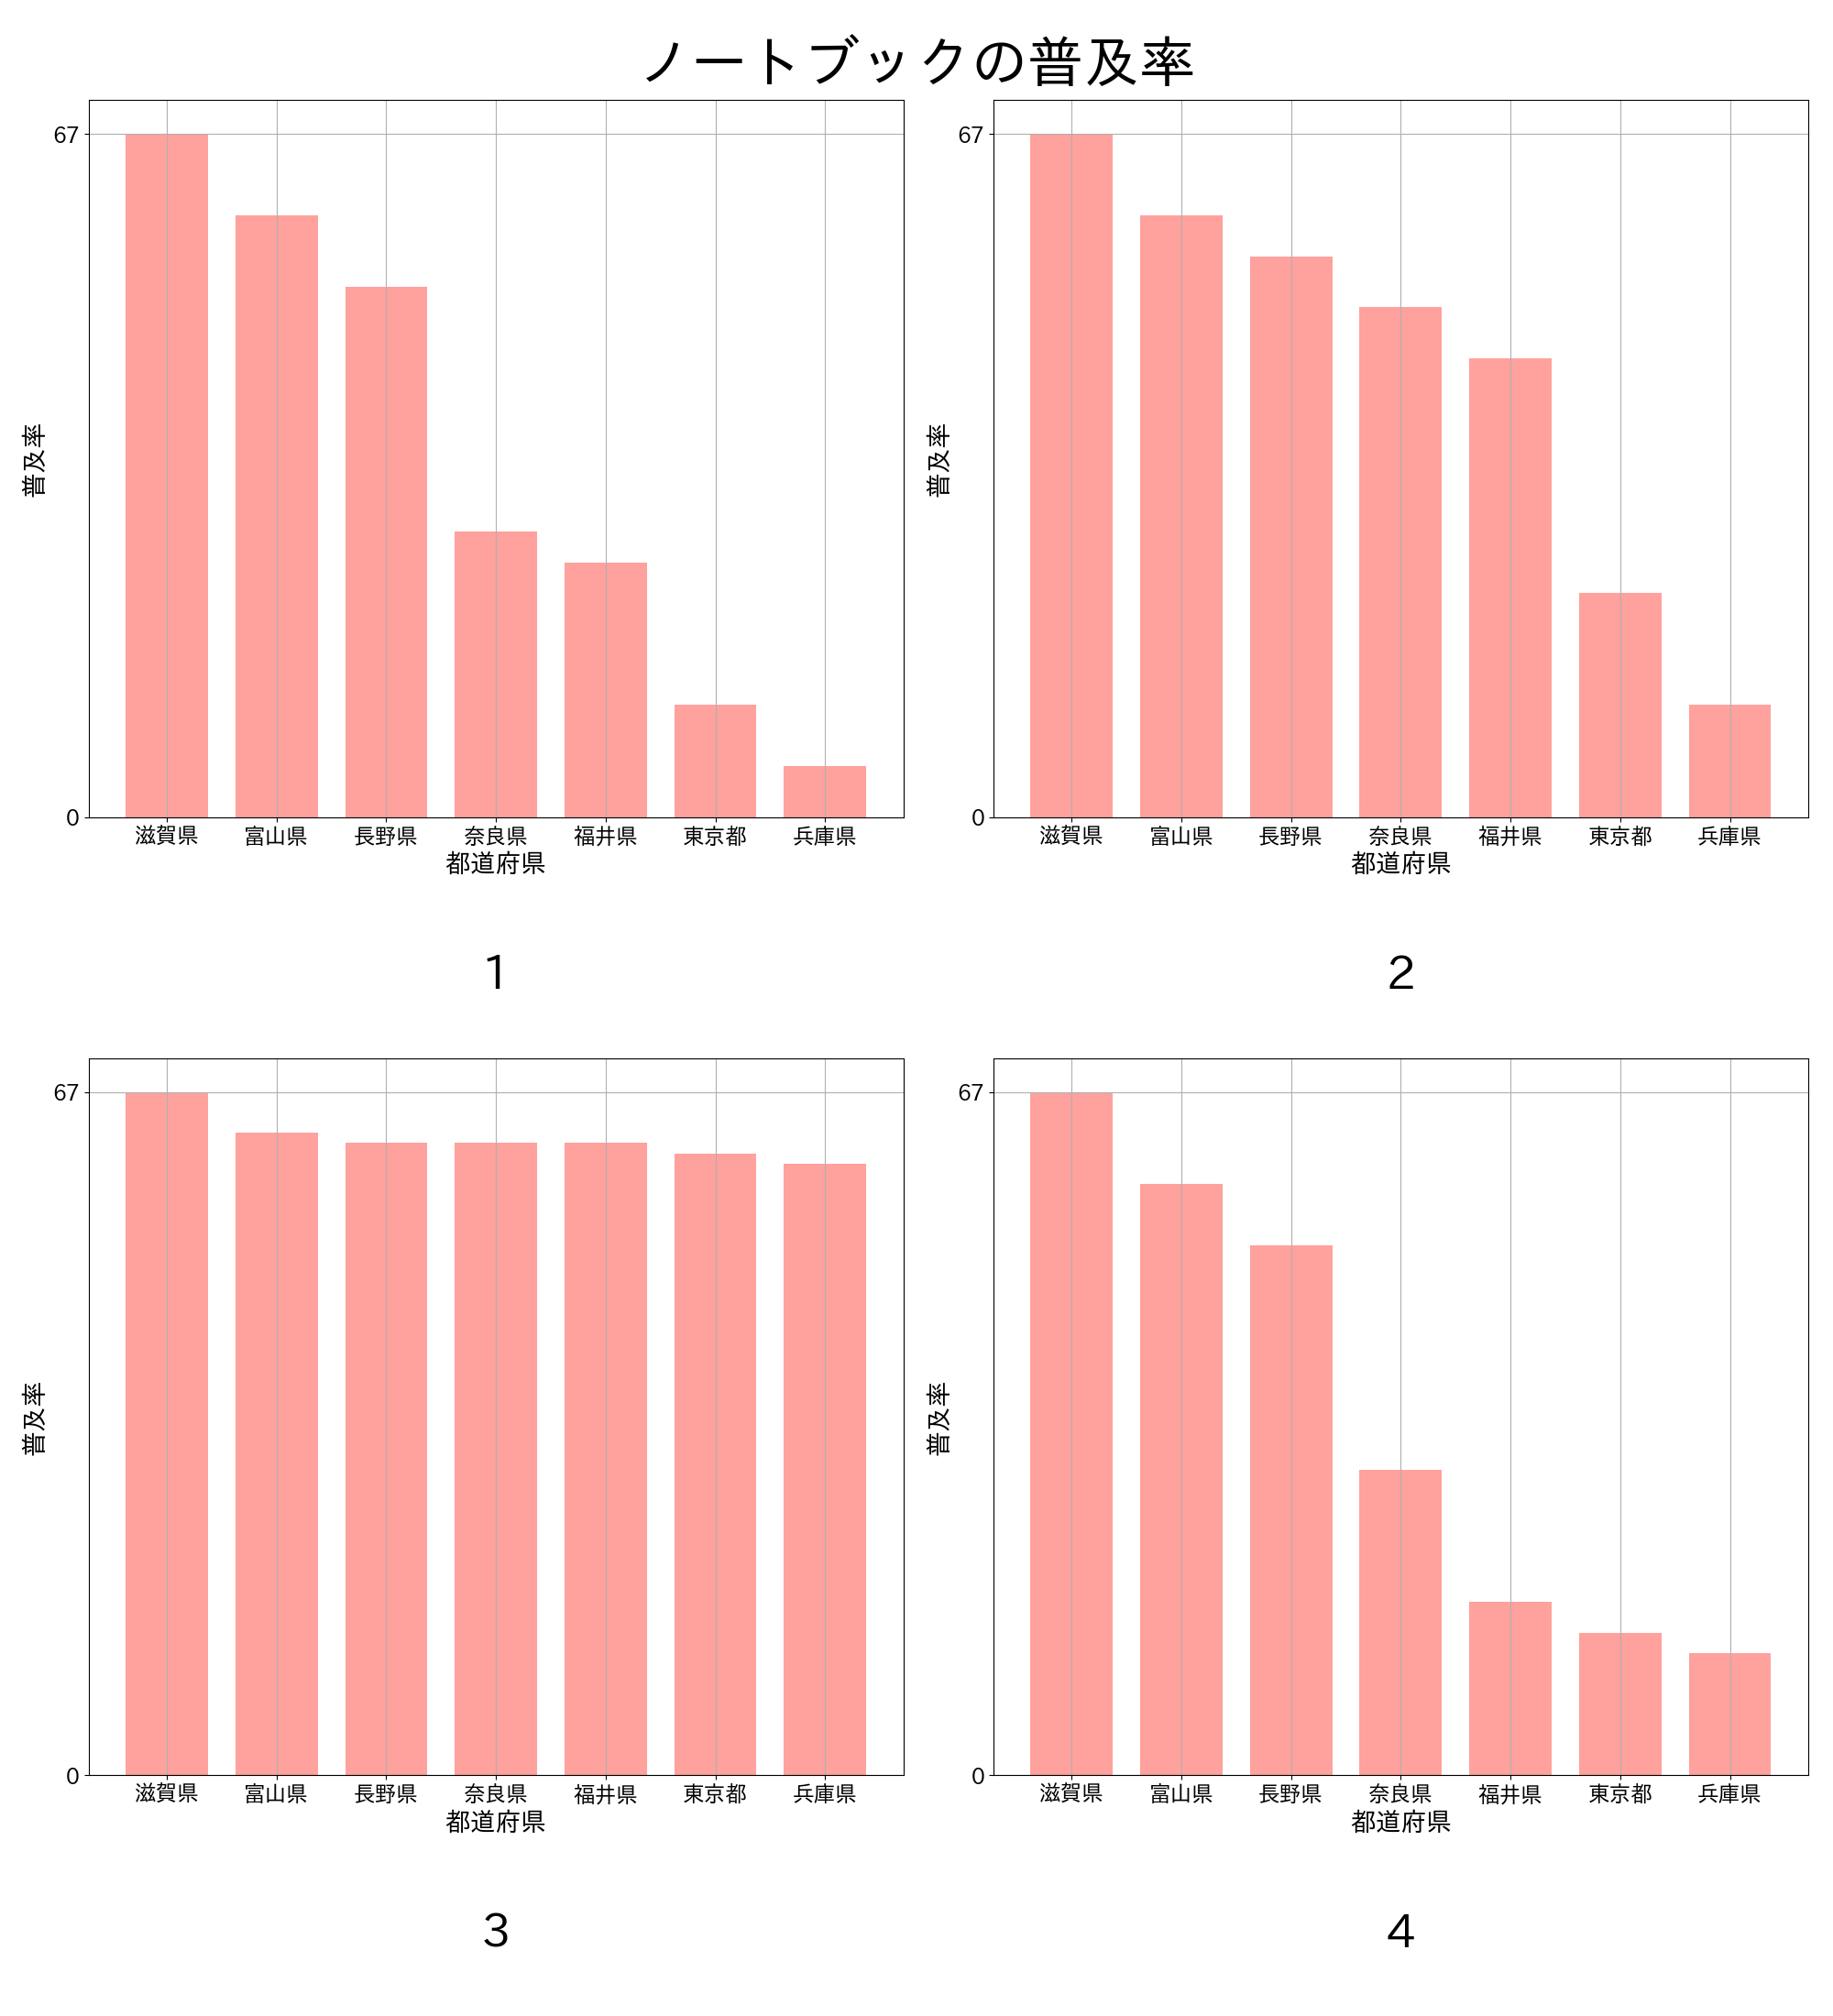 ノートブックの普及率
67
0
普及率
滋賀県 富山県 長野県 奈良県 福井県 東京都 兵庫県
都道府県
1
67
0
普及率
滋賀県 富山県 長野県 奈良県 福井県 東京都 兵庫県
都道府県
2
67
0
普及率
滋賀県 富山県 長野県 奈良県 福井県 東京都 兵庫県
都道府県
3
67
0
普及率
滋賀県 富山県 長野県 奈良県 福井県 東京都 兵庫県
都道府県
4